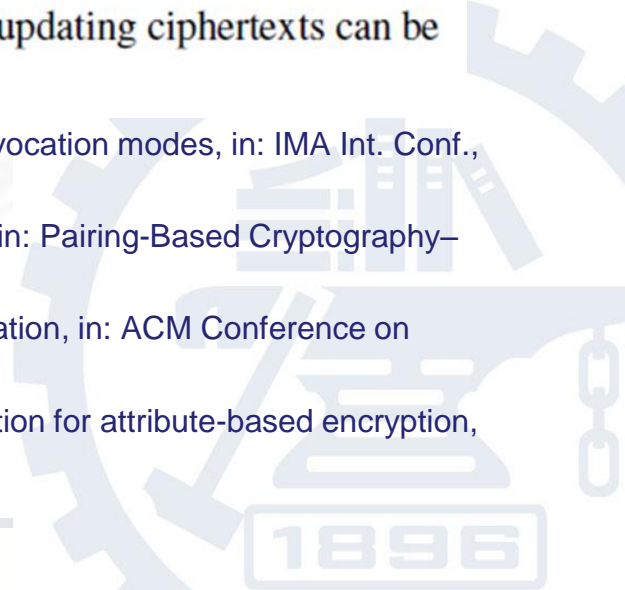 updating ciphertexts can be
vocation modes, in: IMA Int. Conf.,
in: Pairing-Based Cryptography–
ation, in: ACM Conference on
tion for attribute-based encryption,
1896